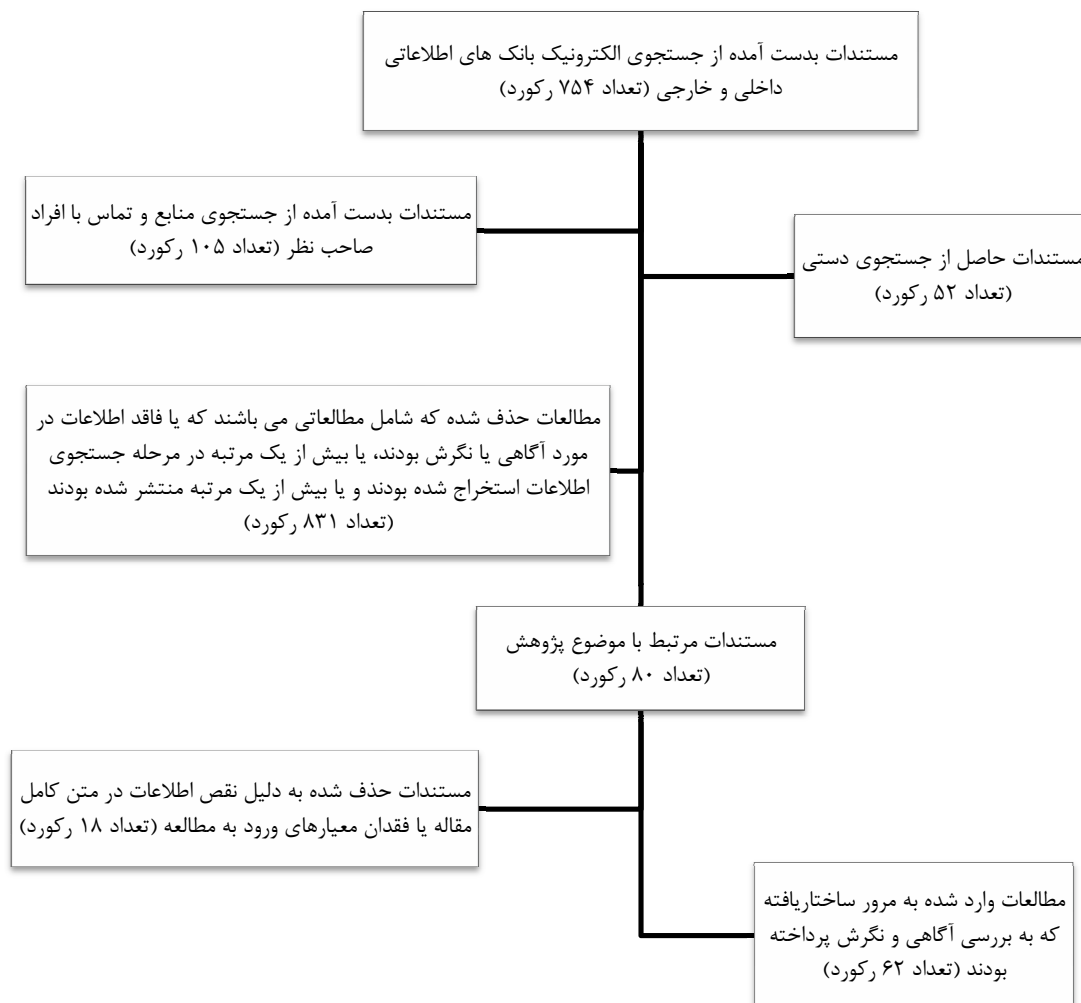 مستندات بدست آمده از جستجوی الکترونیک بانک های اطلاعاتی
داخلی و خارجی (تعداد ۷۵۴ رکورد)
مستندات بدست آمده از جستجوی منابع و تماس با افراد
صاحب نظر (تعداد ۱۰۵ رکورد)
مستندات حاصل از جستجوی دستی
(تعداد ۵۲ رکورد)
مطالعات حذف شده که شامل مطالعاتی می باشند که یا فاقد اطلاعات در
مورد آگاهی یا نگرش بودند، یا بیش از یک مرتبه در مرحله جستجوی
اطلاعات استخراج شده بودند و یا بیش از یک مرتبه منتشر شده بودند
(تعداد ۸۳۱ رکورد)
مستندات مرتبط با موضوع پژوهش
(تعداد ۸۰ رکورد)
مستندات حذف شده به دلیل نقص اطلاعات در متن کامل
مقاله یا فقدان معیارهای ورود به مطالعه (تعداد ۱۸ رکورد)
مطالعات وارد شده به مرور ساختاریافته
که به بررسی آگاهی و نگرش پرداخته
بودند (تعداد ۶۲ رکورد)